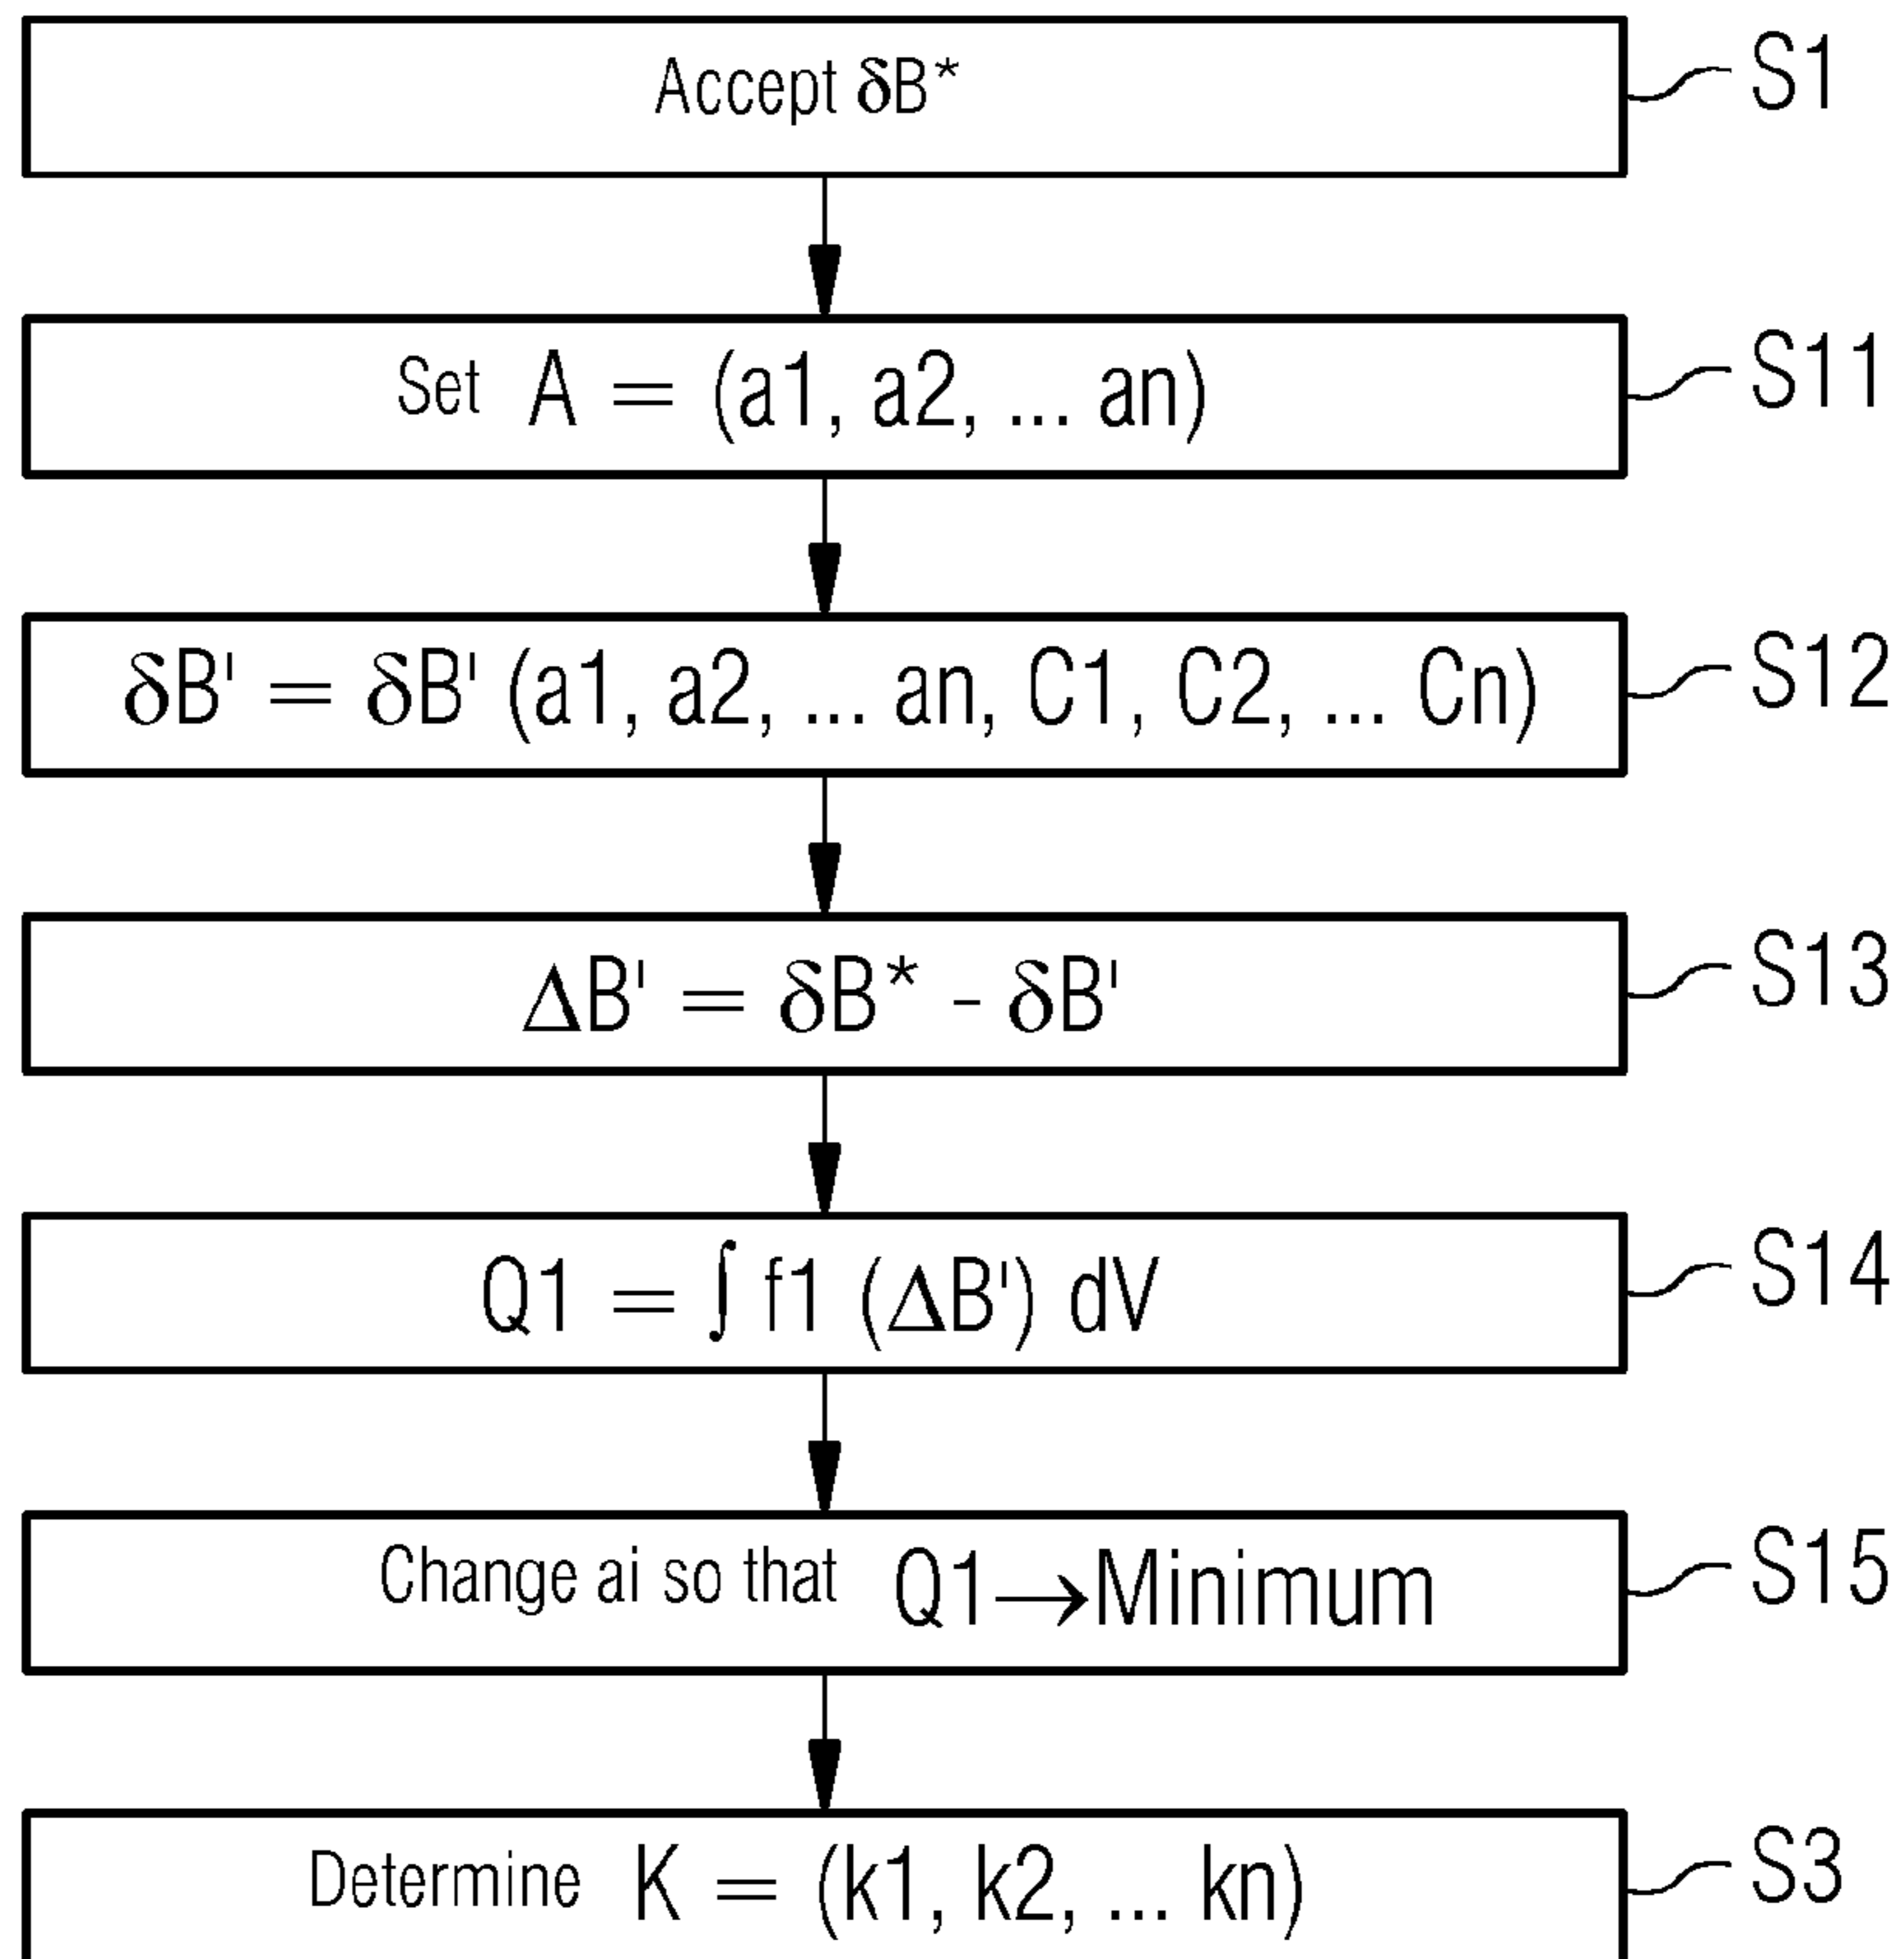 Accept δB* S1
Set A = (a1, a2, ... an) S11
δB' = δB' (a1, a2, ... an, C1, C2, ... Cn) S12
ΔB' = δB* - δB' S13
Q1 = ∫ f1 (ΔB') dV S14
Change ai so that Q1→Minimum S15
Determine K = (k1, k2, ... kn) S3